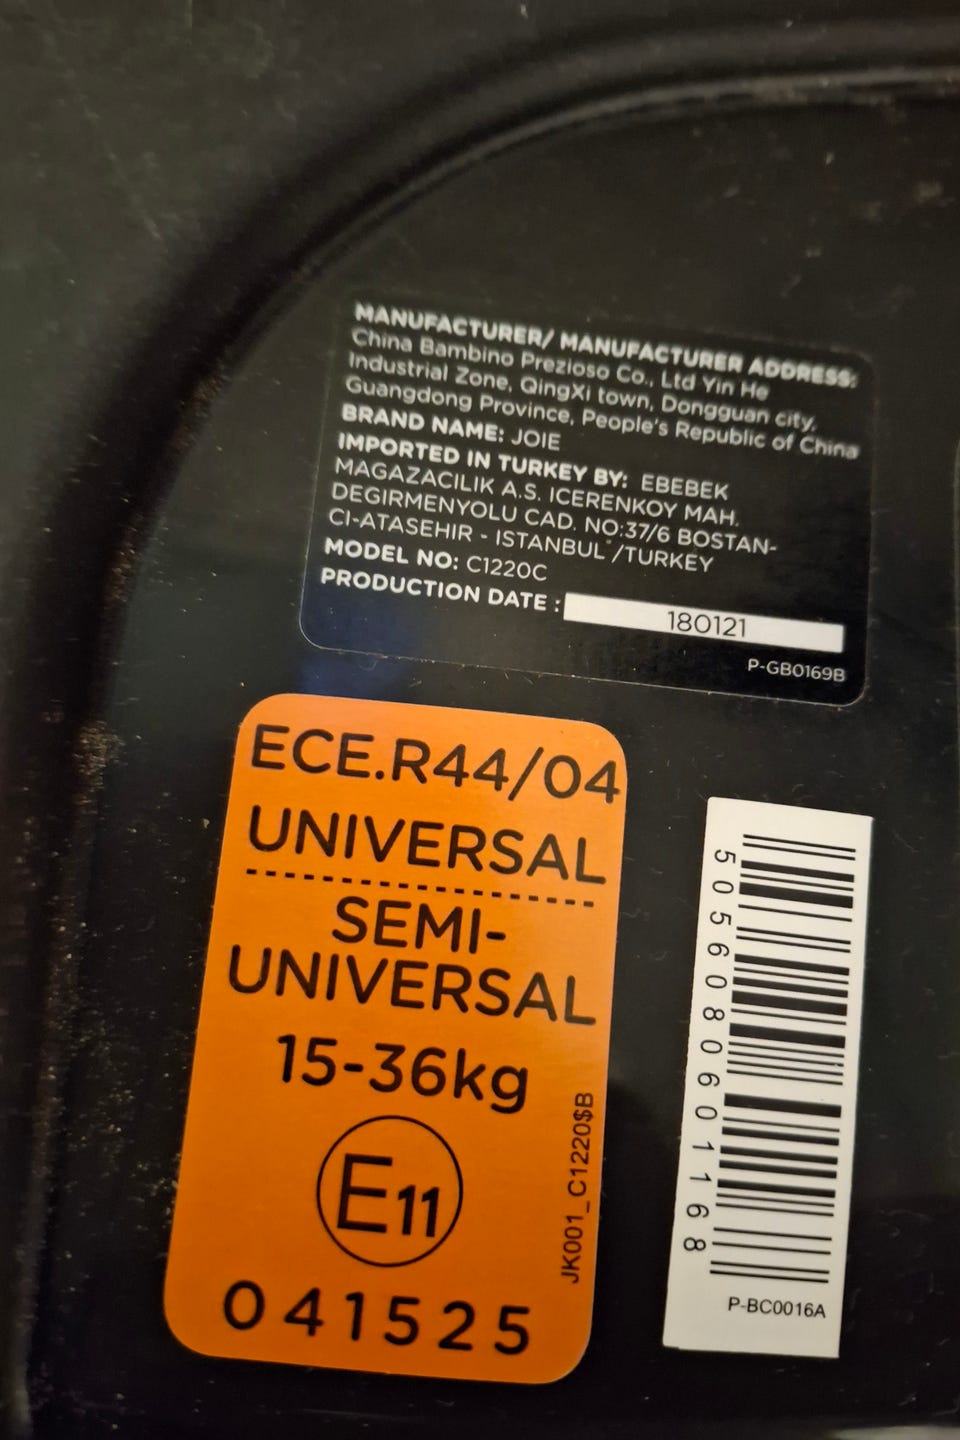 MANUFACTURER/ MANUFACTURER ADDRESS:
China Bambino Prezioso Co., Ltd Yin He
Industrial Zone, QingXi town, Dongguan city,
Guangdong Province, People's Republic of China
BRAND NAME: JOIE
IMPORTED IN TURKEY BY: EBEBEK
MAGAZACILIK A.S. ICERENKOY MAH.
DEGIRMENYOLU CAD. NO:37/6 BOSTAN-
CI-ATASEHIR - ISTANBUL /TURKEY
MODEL NO: C1220C
PRODUCTION DATE : 180121
P-GB0169B
ECE.R44/04
UNIVERSAL
SEMI-
UNIVERSAL
15-36kg
E11
041525
JK001_C1220$B
5056080601168
P-BC0016A